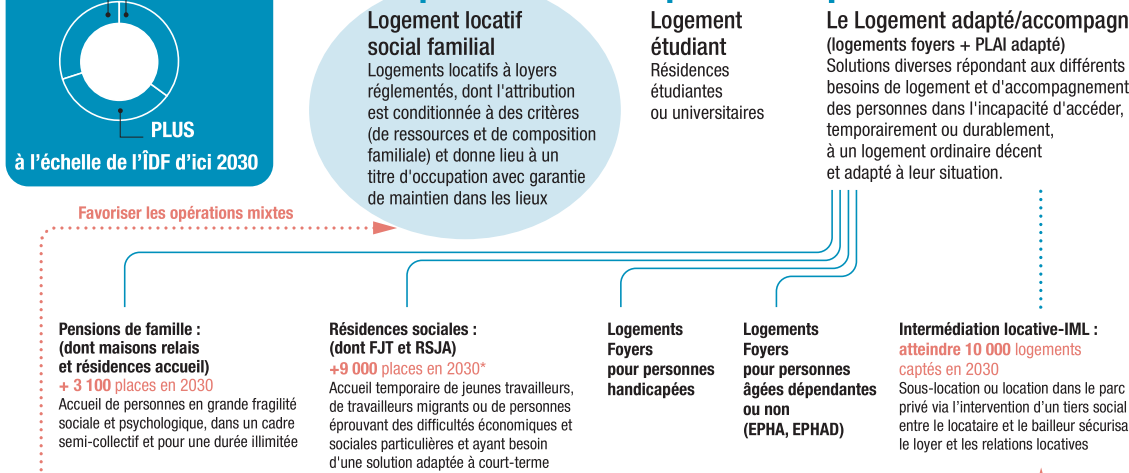 PLUS
à l'échelle de l'ÎDF d'ici 2030
Logement locatif
social familial
Logements locatifs à loyers
réglementés, dont l'attribution
est conditionnée à des critères
(de ressources et de composition
familiale) et donne lieu à un
titre d'occupation avec garantie
de maintien dans les lieux
Logement
étudiant
Résidences
étudiantes
ou universitaires
Le Logement adapté/accompagn
(logements foyers + PLAI adapté)
Solutions diverses répondant aux différents
besoins de logement et d'accompagnement
des personnes dans l'incapacité d'accéder,
temporairement ou durablement,
à un logement ordinaire décent
et adapté à leur situation.
Favoriser les opérations mixtes
Pensions de famille :
(dont maisons relais
et résidences accueil)
+ 3 100 places en 2030
Accueil de personnes en grande fragilité
sociale et psychologique, dans un cadre
semi-collectif et pour une durée illimitée
Résidences sociales :
(dont FJT et RSJA)
+9 000 places en 2030*
Accueil temporaire de jeunes travailleurs,
de travailleurs migrants ou de personnes
éprouvant des difficultés économiques et
sociales particulières et ayant besoin
d'une solution adaptée à court-terme
Logements
Foyers
pour personnes
handicapées
Logements
Foyers
pour personnes
âgées dépendantes
ou non
(EPHA, EPHAD)
Intermédiation locative-IML :
atteindre 10 000 logements
captés en 2030
Sous-location ou location dans le parc
privé via l'intervention d'un tiers social
entre le locataire et le bailleur sécurisa
le loyer et les relations locatives